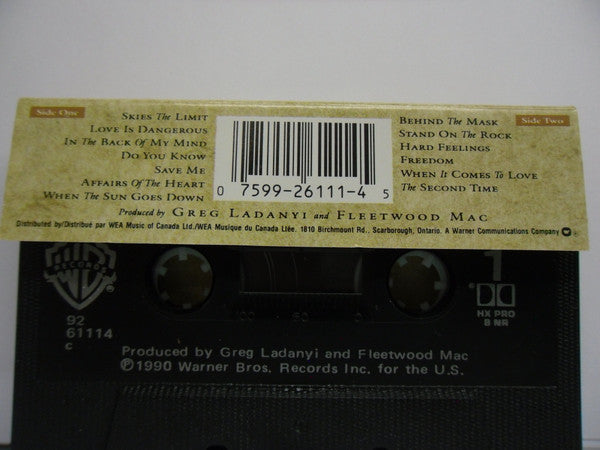 Side One
SKIES THE LIMIT
LOVE IS DANGEROUS
IN THE BACK OF MY MIND
DO YOU KNOW
SAVE ME
AFFAIRS OF THE HEART
WHEN THE SUN GOES DOWN
0 7599-26111-4 5
Side Two
BEHIND THE MASK
STAND ON THE ROCK
HARD FEELINGS
FREEDOM
WHEN IT COMES TO LOVE
THE SECOND TIME
Produced by GREG LADANYI and FLEETWOOD MAC
Distributed by/Distribué par WEA Music of Canada Ltd./WEA Musique du Canada Ltée. 1810 Birchmount Rd., Scarborough, Ontario. A Warner Communications Company
WB
RECORDS
92
61114
C
100 50 0
1
HX PRO
B NR
Produced by Greg Ladanyi and Fleetwood Mac
℗1990 Warner Bros. Records Inc. for the U.S.